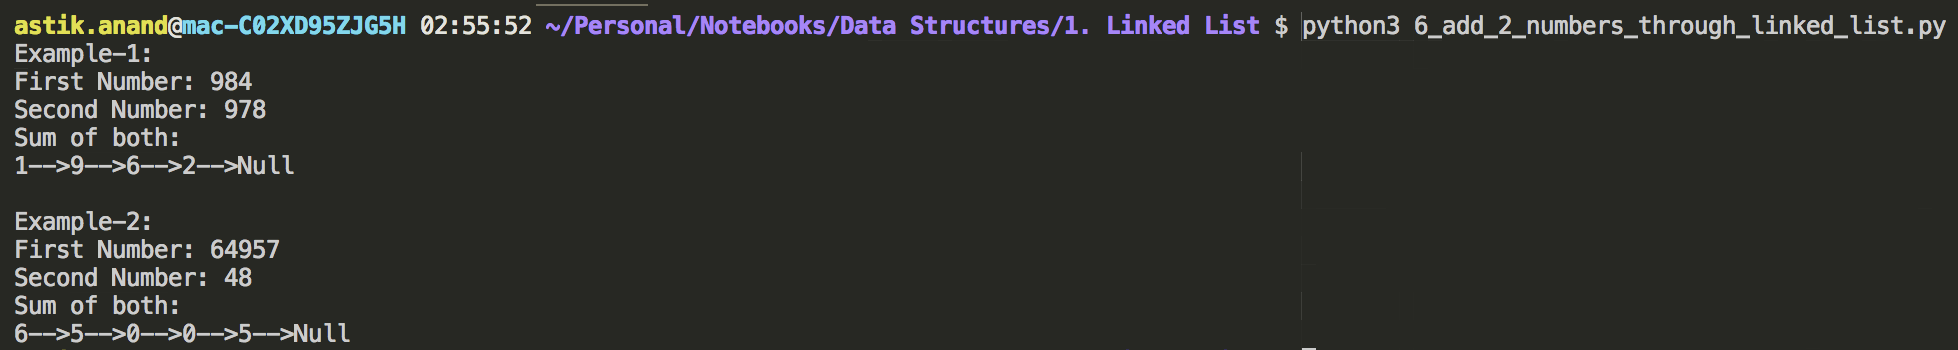 astik.anand@mac-C02XD95ZJG5H 02:55:52 ~/Personal/Notebooks/Data Structures/1. Linked List $ python3 6_add_2_numbers_through_linked_list.py
Example-1:
First Number: 984
Second Number: 978
Sum of both:
1-->9-->6-->2-->Null
Example-2:
First Number: 64957
Second Number: 48
Sum of both:
6-->5-->0-->0-->5-->Null